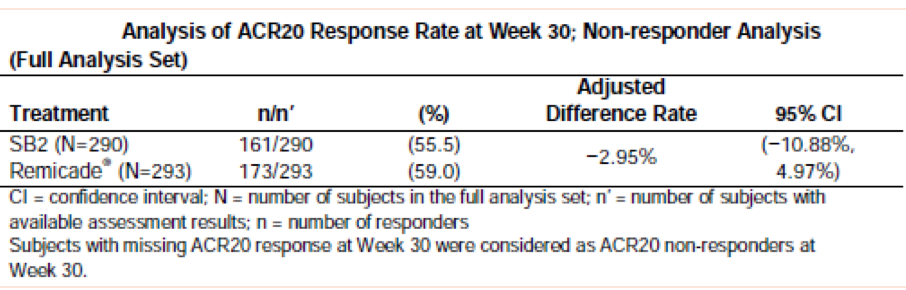 Analysis of ACR20 Response Rate at Week 30; Non-responder Analysis
(Full Analysis Set)
Treatment n/n′ (%) Adjusted Difference Rate 95% CI
SB2 (N=290) 161/290 (55.5) −2.95% (−10.88%, 4.97%)
Remicade® (N=293) 173/293 (59.0)
CI = confidence interval; N = number of subjects in the full analysis set; n′ = number of subjects with
available assessment results; n = number of responders
Subjects with missing ACR20 response at Week 30 were considered as ACR20 non-responders at
Week 30.